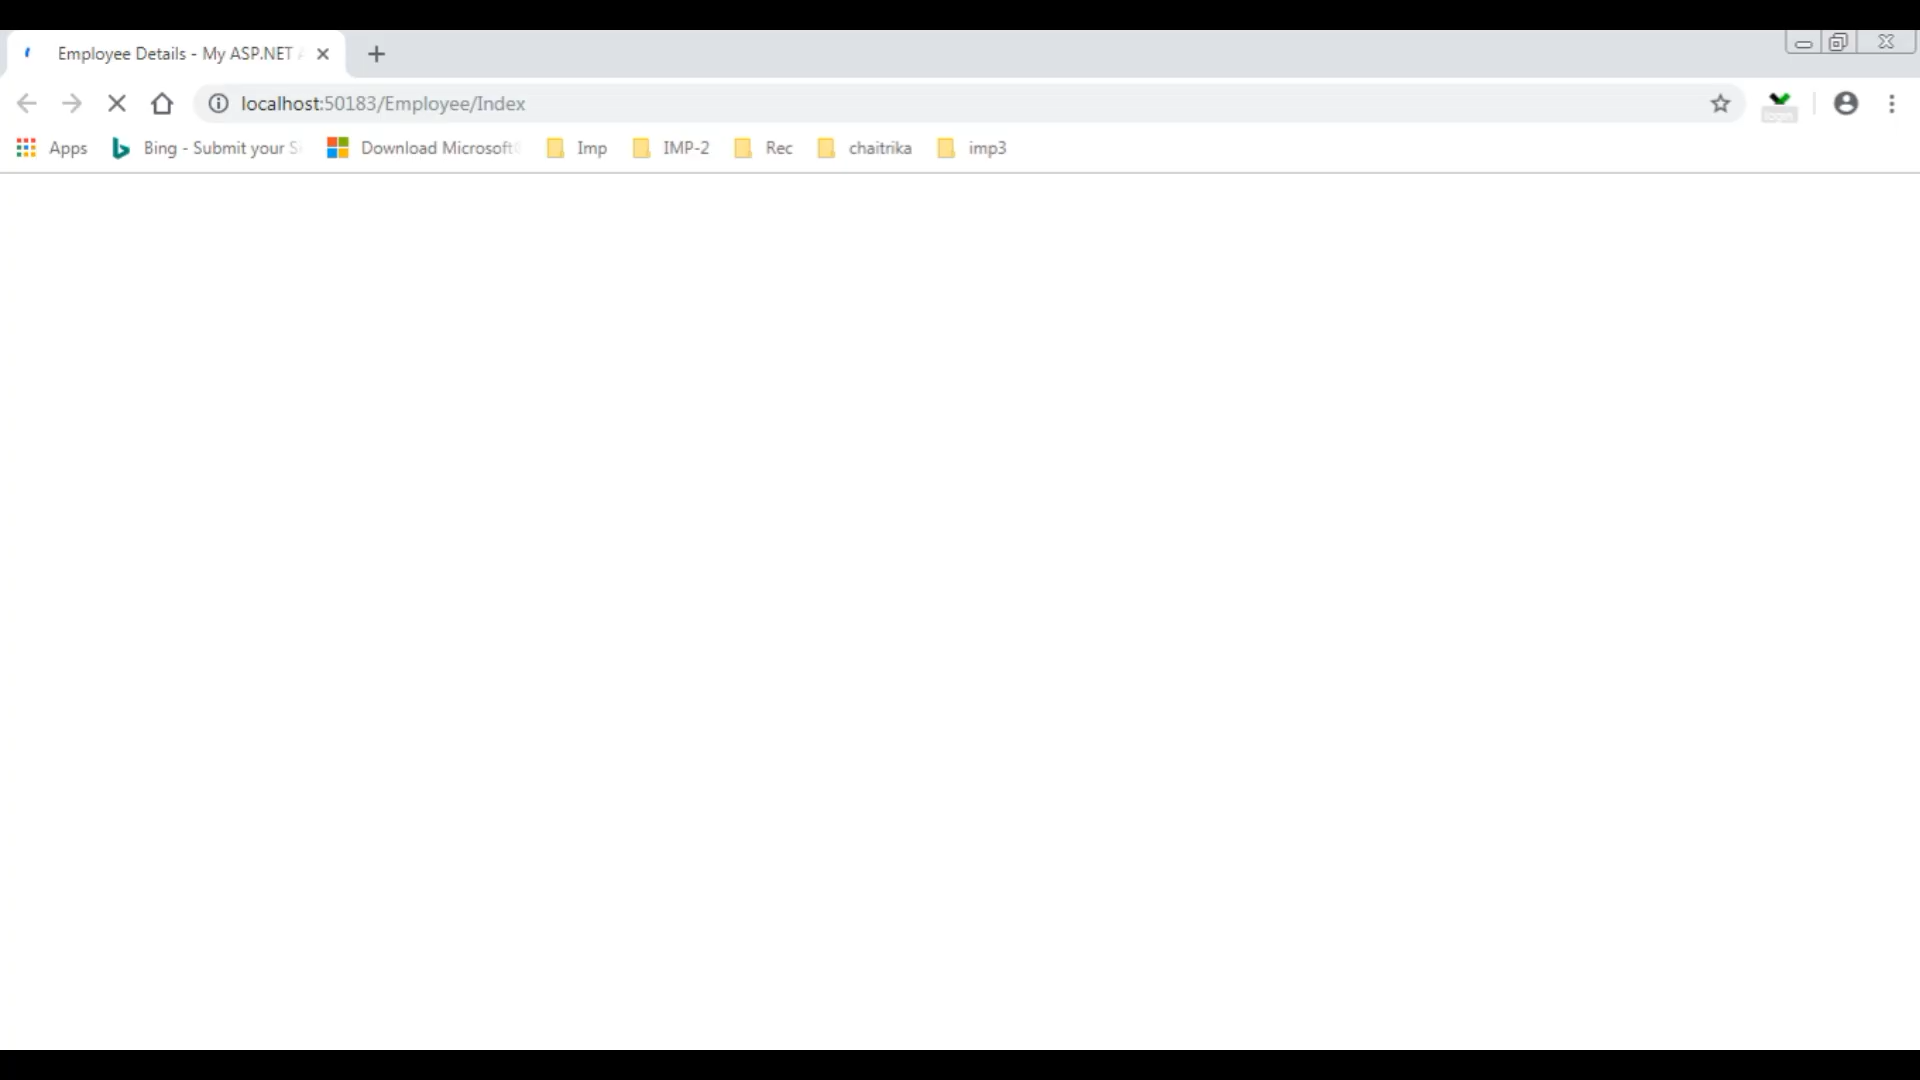 Employee Details - My ASP.NET
localhost:50183/Employee/Index
Apps
Bing - Submit your
Download Microsoft
Imp
IMP-2
Rec
chaitrika
imp3